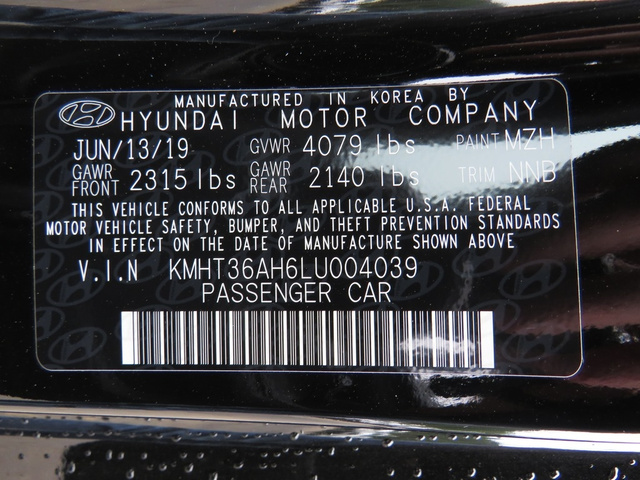 MANUFACTURED IN KOREA BY
HYUNDAI MOTOR COMPANY
JUN/13/19 GVWR 4079 lbs PAINT MZH
GAWR FRONT 2315 lbs GAWR REAR 2140 lbs TRIM NNB
THIS VEHICLE CONFORMS TO ALL APPLICABLE U.S.A. FEDERAL
MOTOR VEHICLE SAFETY, BUMPER, AND THEFT PREVENTION STANDARDS
IN EFFECT ON THE DATE OF MANUFACTURE SHOWN ABOVE
V.I.N KMHT36AH6LU004039
PASSENGER CAR